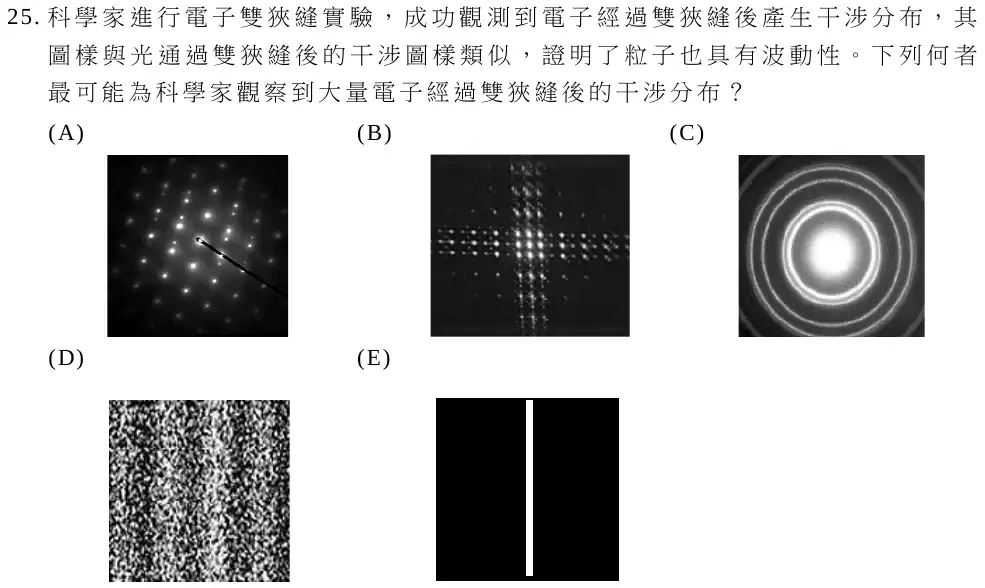 25. 科學家進行電子雙狹縫實驗，成功觀測到電子經過雙狹縫後產生干涉分布，其
圖樣與光通過雙狹縫後的干涉圖樣類似，證明了粒子也具有波動性。下列何者
最可能為科學家觀察到大量電子經過雙狹縫後的干涉分布？
(A) (B) (C)
(D) (E)